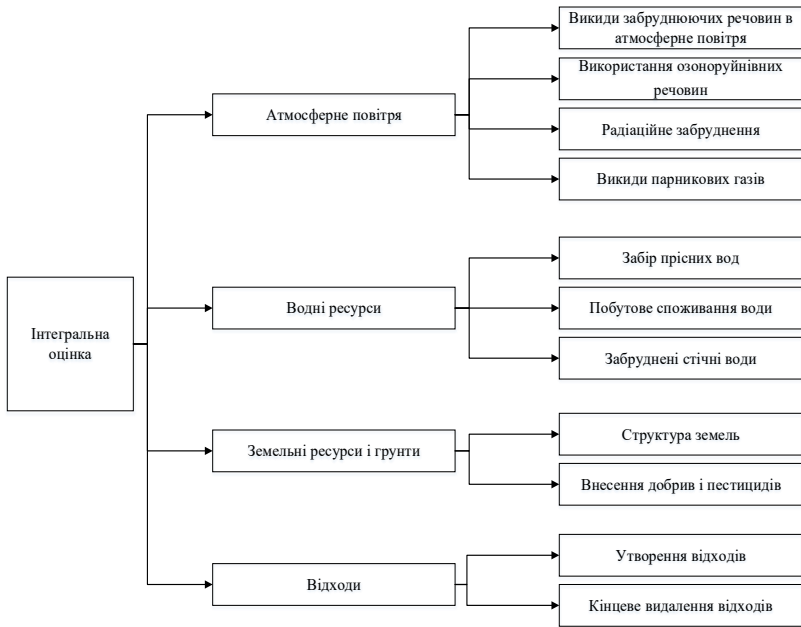 Викиди забруднюючих речовин в
атмосферне повітря
Використання озоноруйнівних
речовин
Атмосферне повітря
Радіаційне забруднення
Викиди парникових газів
Забір прісних вод
Водні ресурси
Побутове споживання води
Інтегральна
оцінка
Забруднені стічні води
Структура земель
Земельні ресурси і грунти
Внесення добрив і пестицидів
Утворення відходів
Відходи
Кінцеве видалення відходів